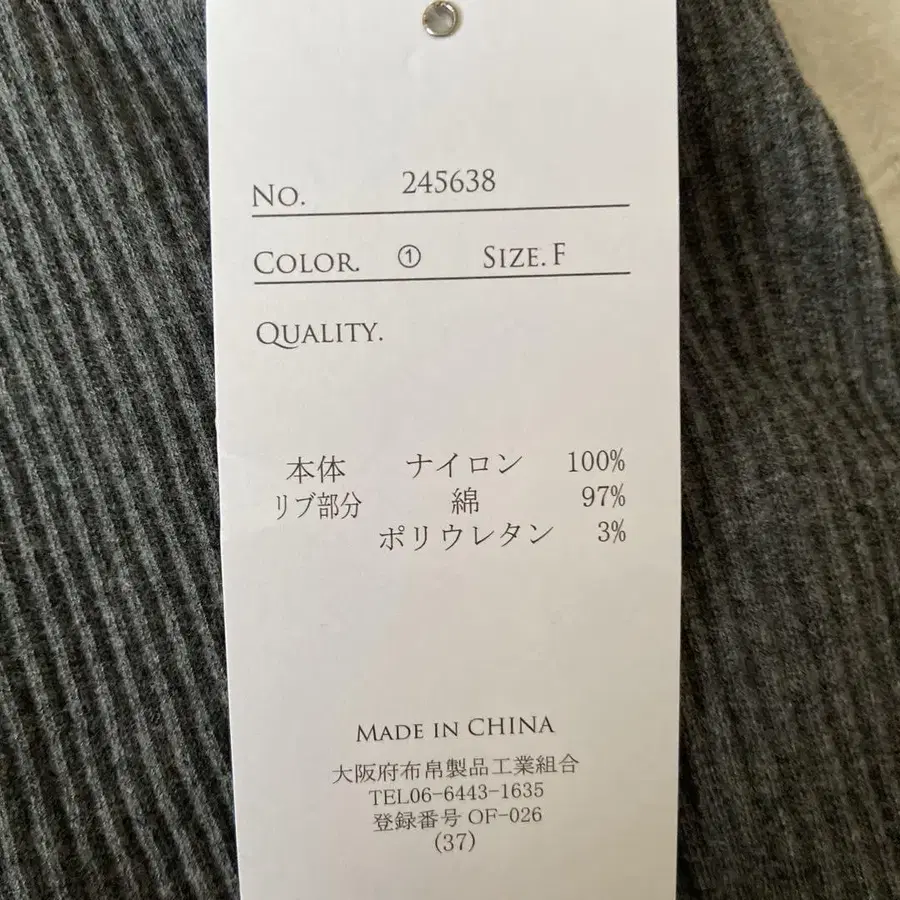 No. 245638
Color. ① Size. F
Quality.
本体 ナイロン 100%
リブ部分 綿 97%
ポリウレタン 3%
Made in CHINA
大阪府布帛製品工業組合
TEL06-6443-1635
登録番号 OF-026
(37)